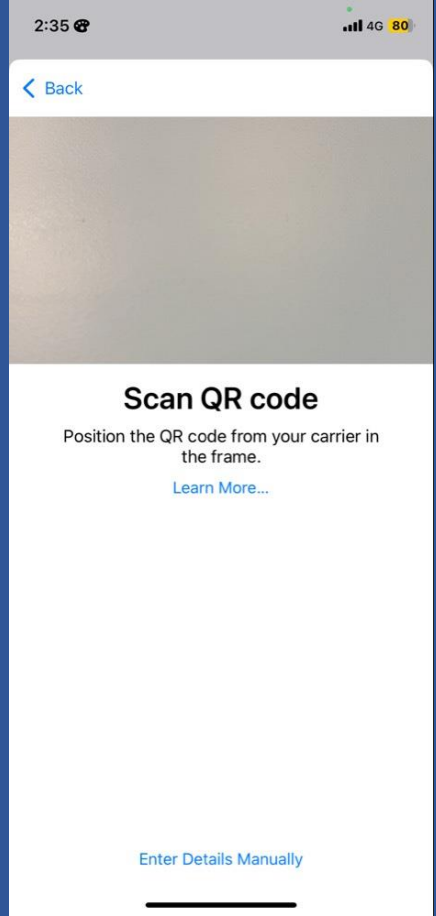 2:35
4G 80
Back
Scan QR code
Position the QR code from your carrier in
the frame.
Learn More...
Enter Details Manually